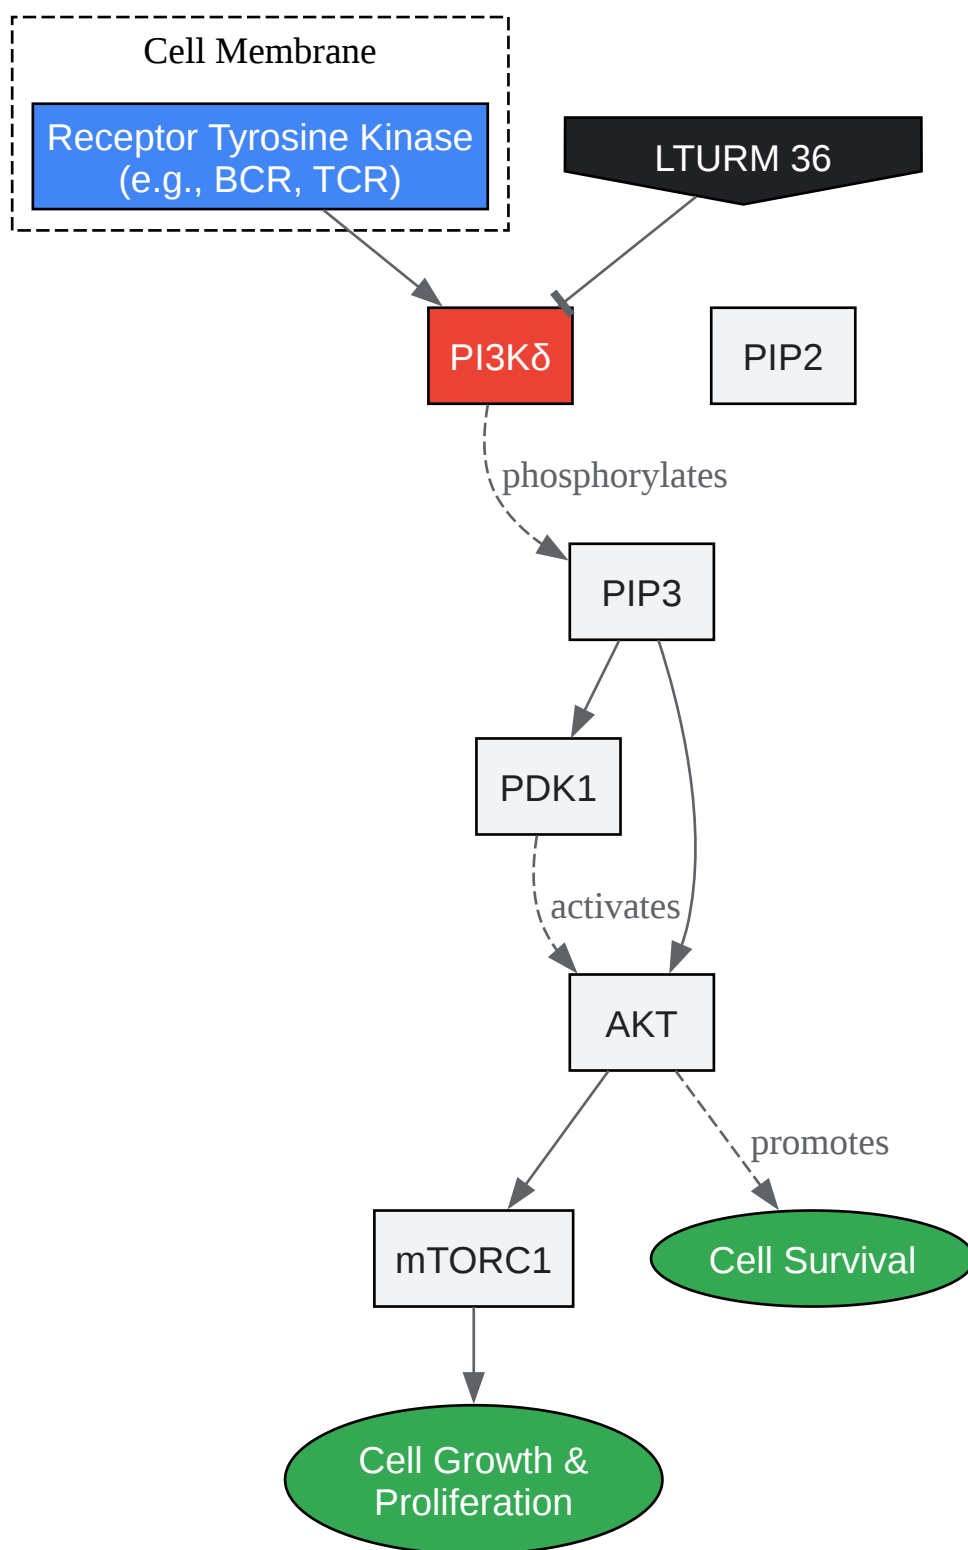 Cell Membrane
Receptor Tyrosine Kinase
(e.g., BCR, TCR)
LTURM 36
PI3Kδ
PIP2
phosphorylates
PIP3
PDK1
activates
AKT
promotes
mTORC1
Cell Survival
Cell Growth &
Proliferation